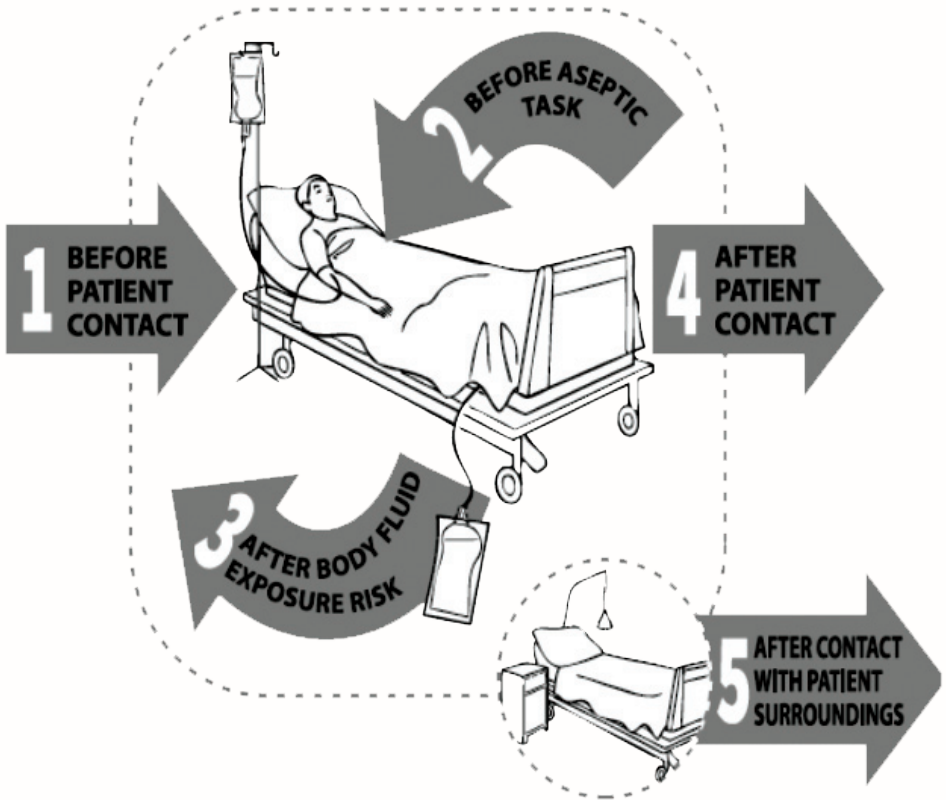 1 BEFORE
PATIENT
CONTACT
2 BEFORE ASEPTIC
TASK
3 AFTER BODY FLUID
EXPOSURE RISK
4 AFTER
PATIENT
CONTACT
5 AFTER CONTACT
WITH PATIENT
SURROUNDINGS